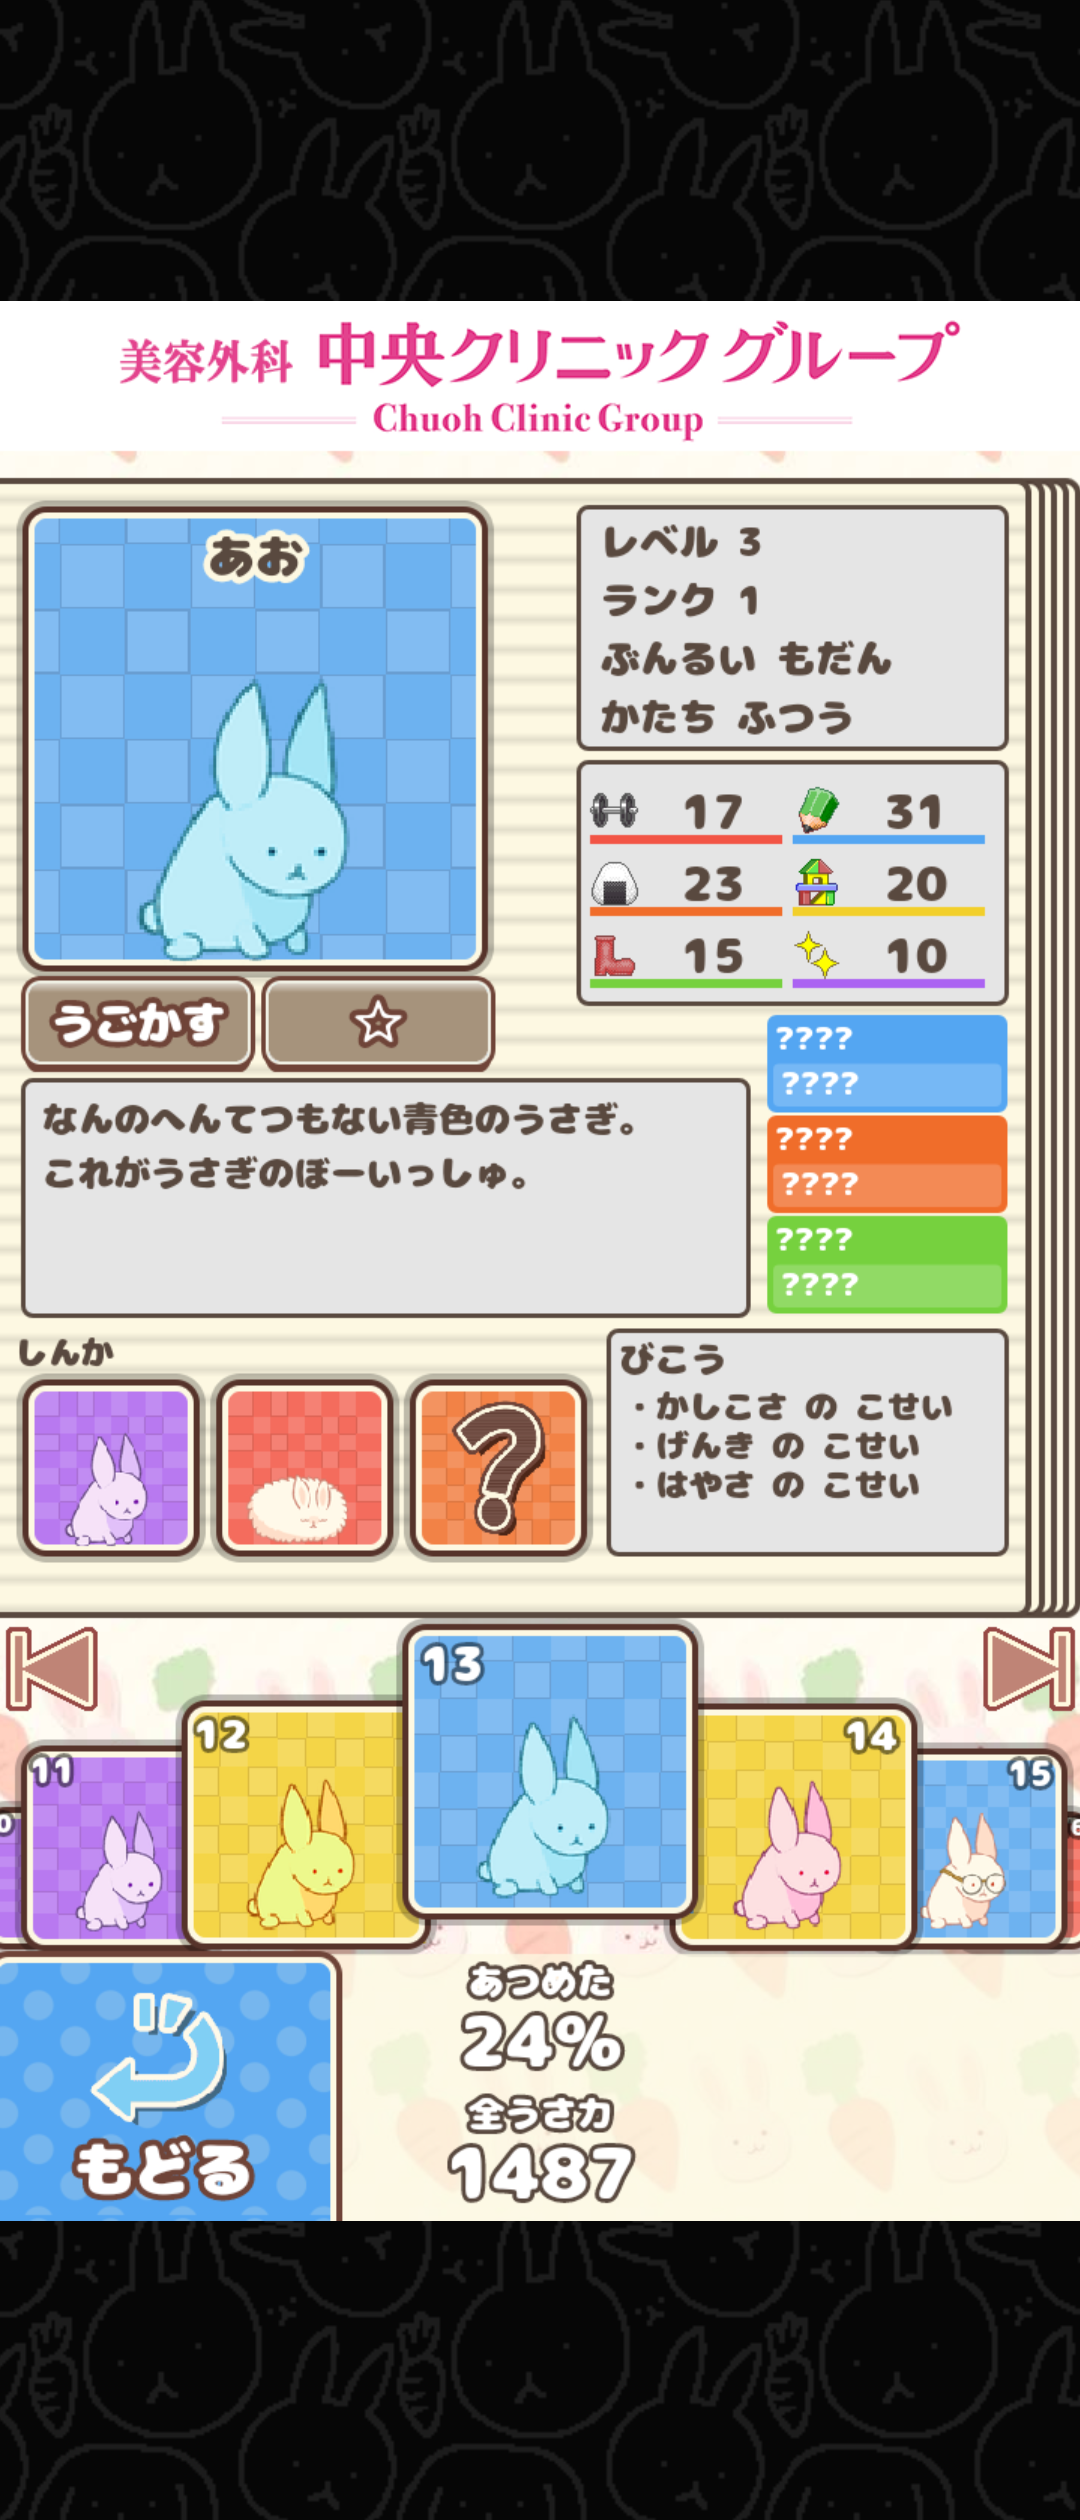 美容外科 中央クリニックグループ
Chuoh Clinic Group
あお
レベル 3
ランク 1
ぶんるい もだん
かたち ふつう
17 31
23 20
15 10
うごかす ☆
????
????
????
????
????
????
なんのへんてつもない青色のうさぎ。
これがうさぎのぼーいっしゅ。
しんか
?
びこう
・かしこさ の こせい
・げんき の こせい
・はやさ の こせい
11
12
13
14
15
もどる
あつめた
24%
全うさ力
1487